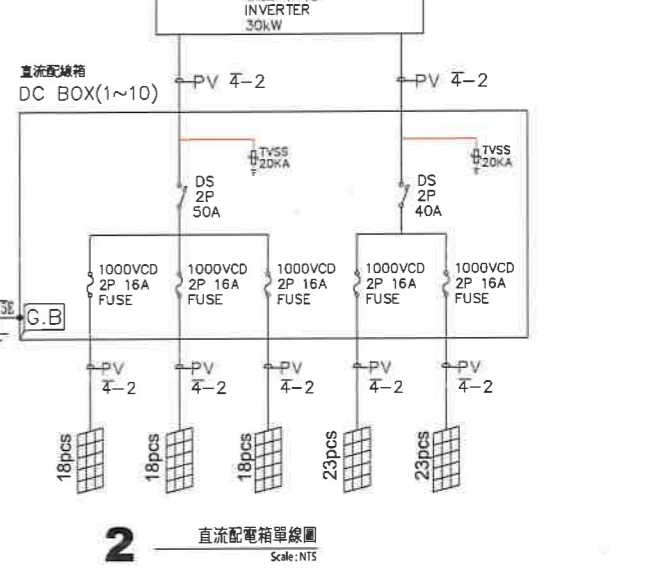 INVERTER
30kW
直流配線箱
DC BOX(1~10)
PV 4-2
PV 4-2
TVSS
20KA
TVSS
20KA
DS
2P
50A
DS
2P
40A
1000VCD
2P 16A
FUSE
1000VCD
2P 16A
FUSE
1000VCD
2P 16A
FUSE
1000VCD
2P 16A
FUSE
1000VCD
2P 16A
FUSE
G.B
PV
4-2
PV
4-2
PV
4-2
PV
4-2
PV
4-2
18pcs
18pcs
18pcs
23pcs
23pcs
2
直流配電箱單線圖
Scale:NTS